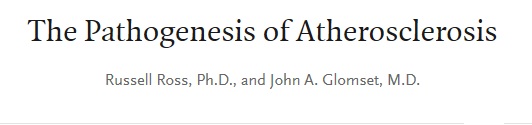 The Pathogenesis of Atherosclerosis
Russell Ross, Ph.D., and John A. Glomset, M.D.